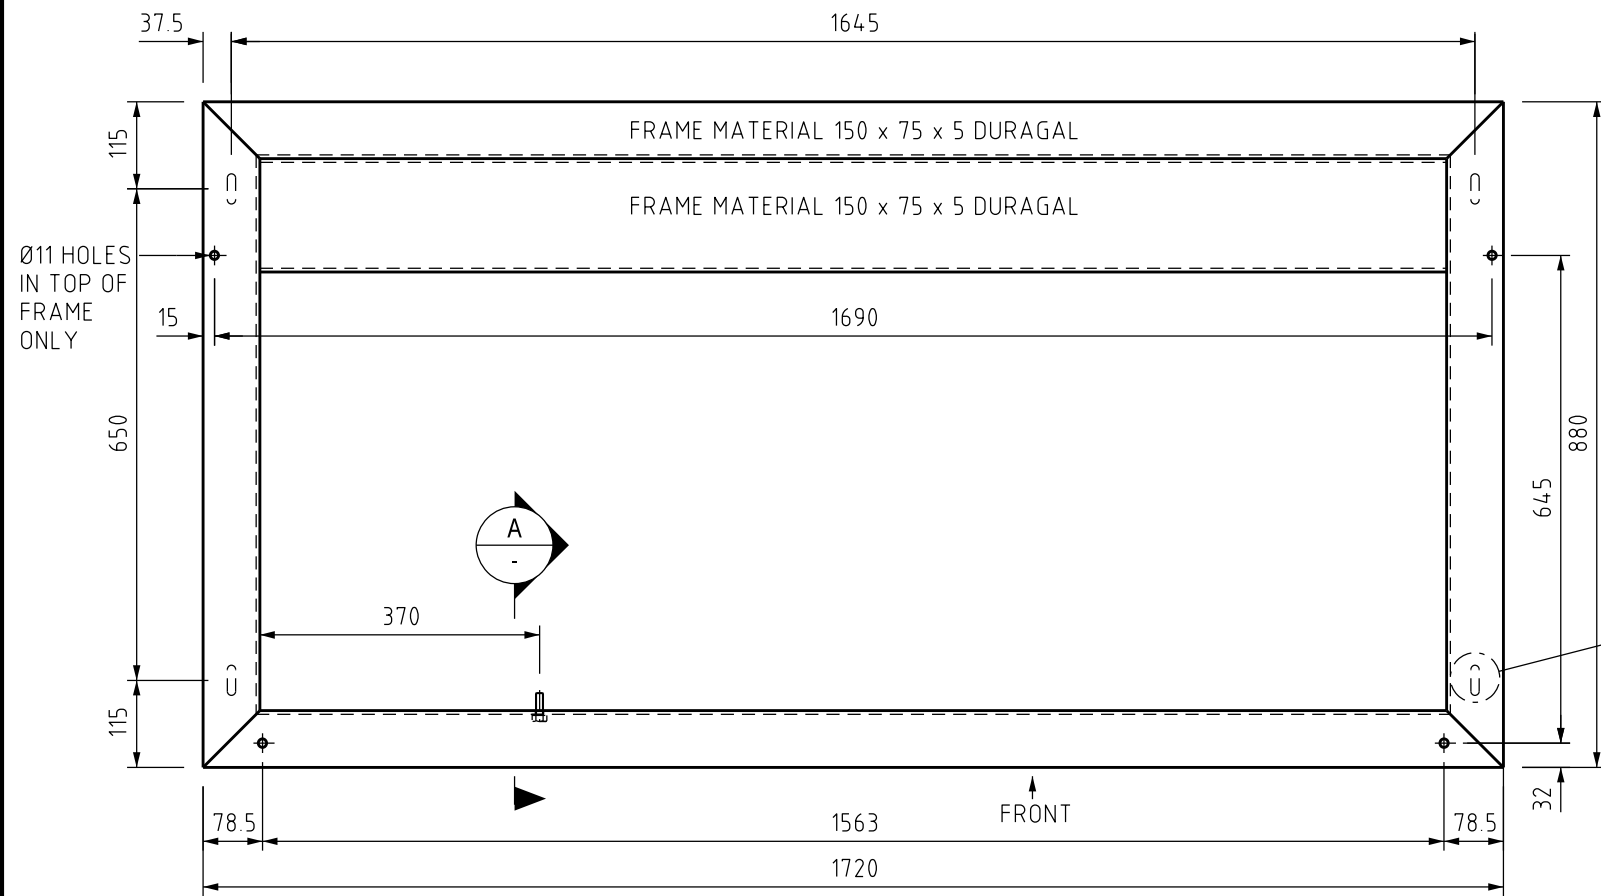 37.5
1645
115
FRAME MATERIAL 150 x 75 x 5 DURAGAL
FRAME MATERIAL 150 x 75 x 5 DURAGAL
Ø11 HOLES
IN TOP OF
FRAME
ONLY
15
1690
650
880
645
A
-
370
115
FRONT
32
78.5
1563
78.5
1720